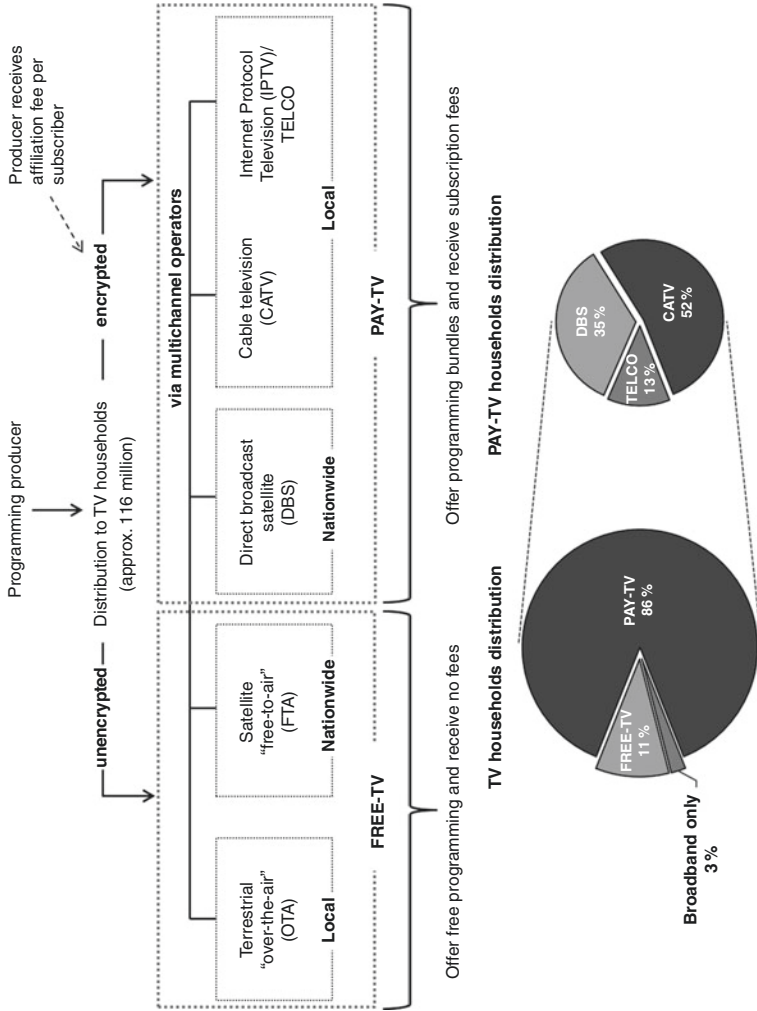 Programming producer
Producer receives
affiliation fee per
subscriber
unencrypted
Distribution to TV households
(approx. 116 million)
encrypted
via multichannel operators
Terrestrial
“over-the-air”
(OTA)
Local
Satellite
“free-to-air”
(FTA)
Nationwide
Direct broadcast
satellite
(DBS)
Nationwide
Cable television
(CATV)
Internet Protocol
Television (IPTV)/
TELCO
Local
FREE-TV
PAY-TV
Offer free programming and receive no fees
Offer programming bundles and receive subscription fees
TV households distribution
PAY-TV households distribution
PAY-TV
86 %
FREE-TV
11 %
Broadband only
3 %
DBS
35 %
TELCO
13 %
CATV
52 %